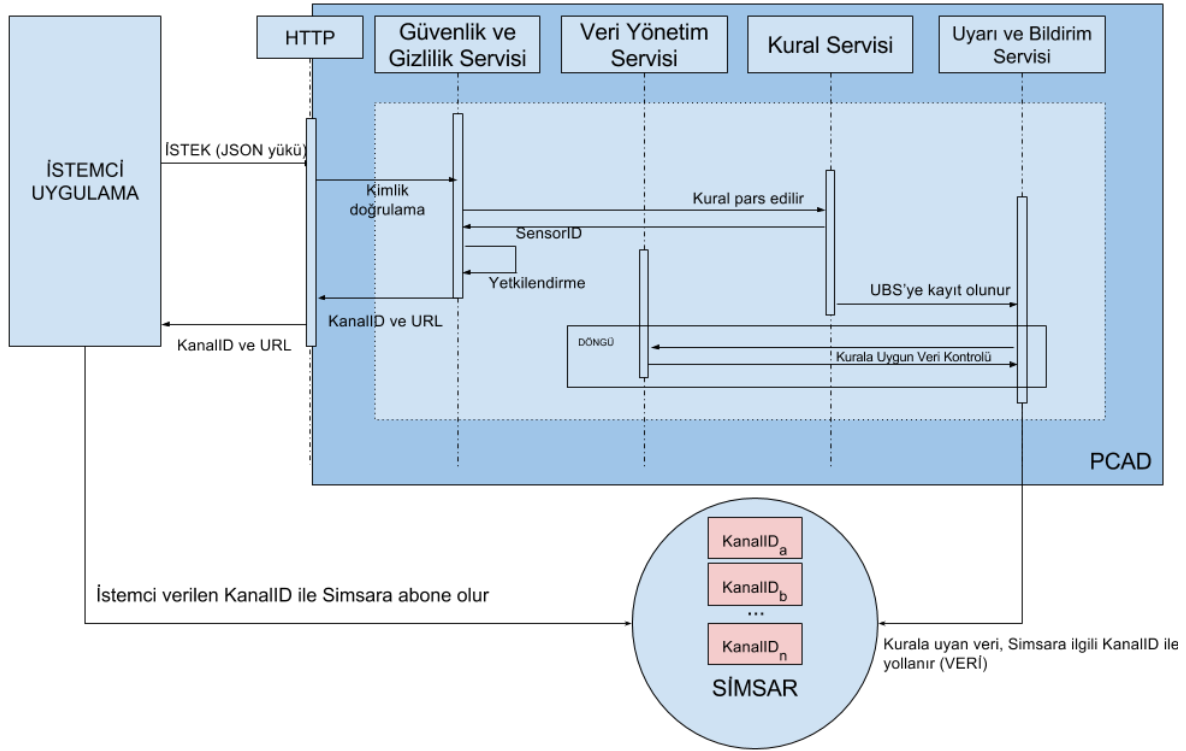 HTTP
Güvenlik ve
Gizlilik Servisi
Veri Yönetim
Servisi
Kural Servisi
Uyarı ve Bildirim
Servisi
İSTEMCİ
UYGULAMA
İSTEK (JSON yükü)
Kimlik
doğrulama
Kural pars edilir
SensorID
Yetkilendirme
UBS'ye kayıt olunur
KanalID ve URL
KanalID ve URL
DÖNGÜ
Kurala Uygun Veri Kontrolü
PCAD
KanalID a
KanalID b
...
KanalID n
SİMSAR
İstemci verilen KanalID ile Simsara abone olur
Kurala uyan veri, Simsara ilgili KanalID ile
yollanır (VERİ)